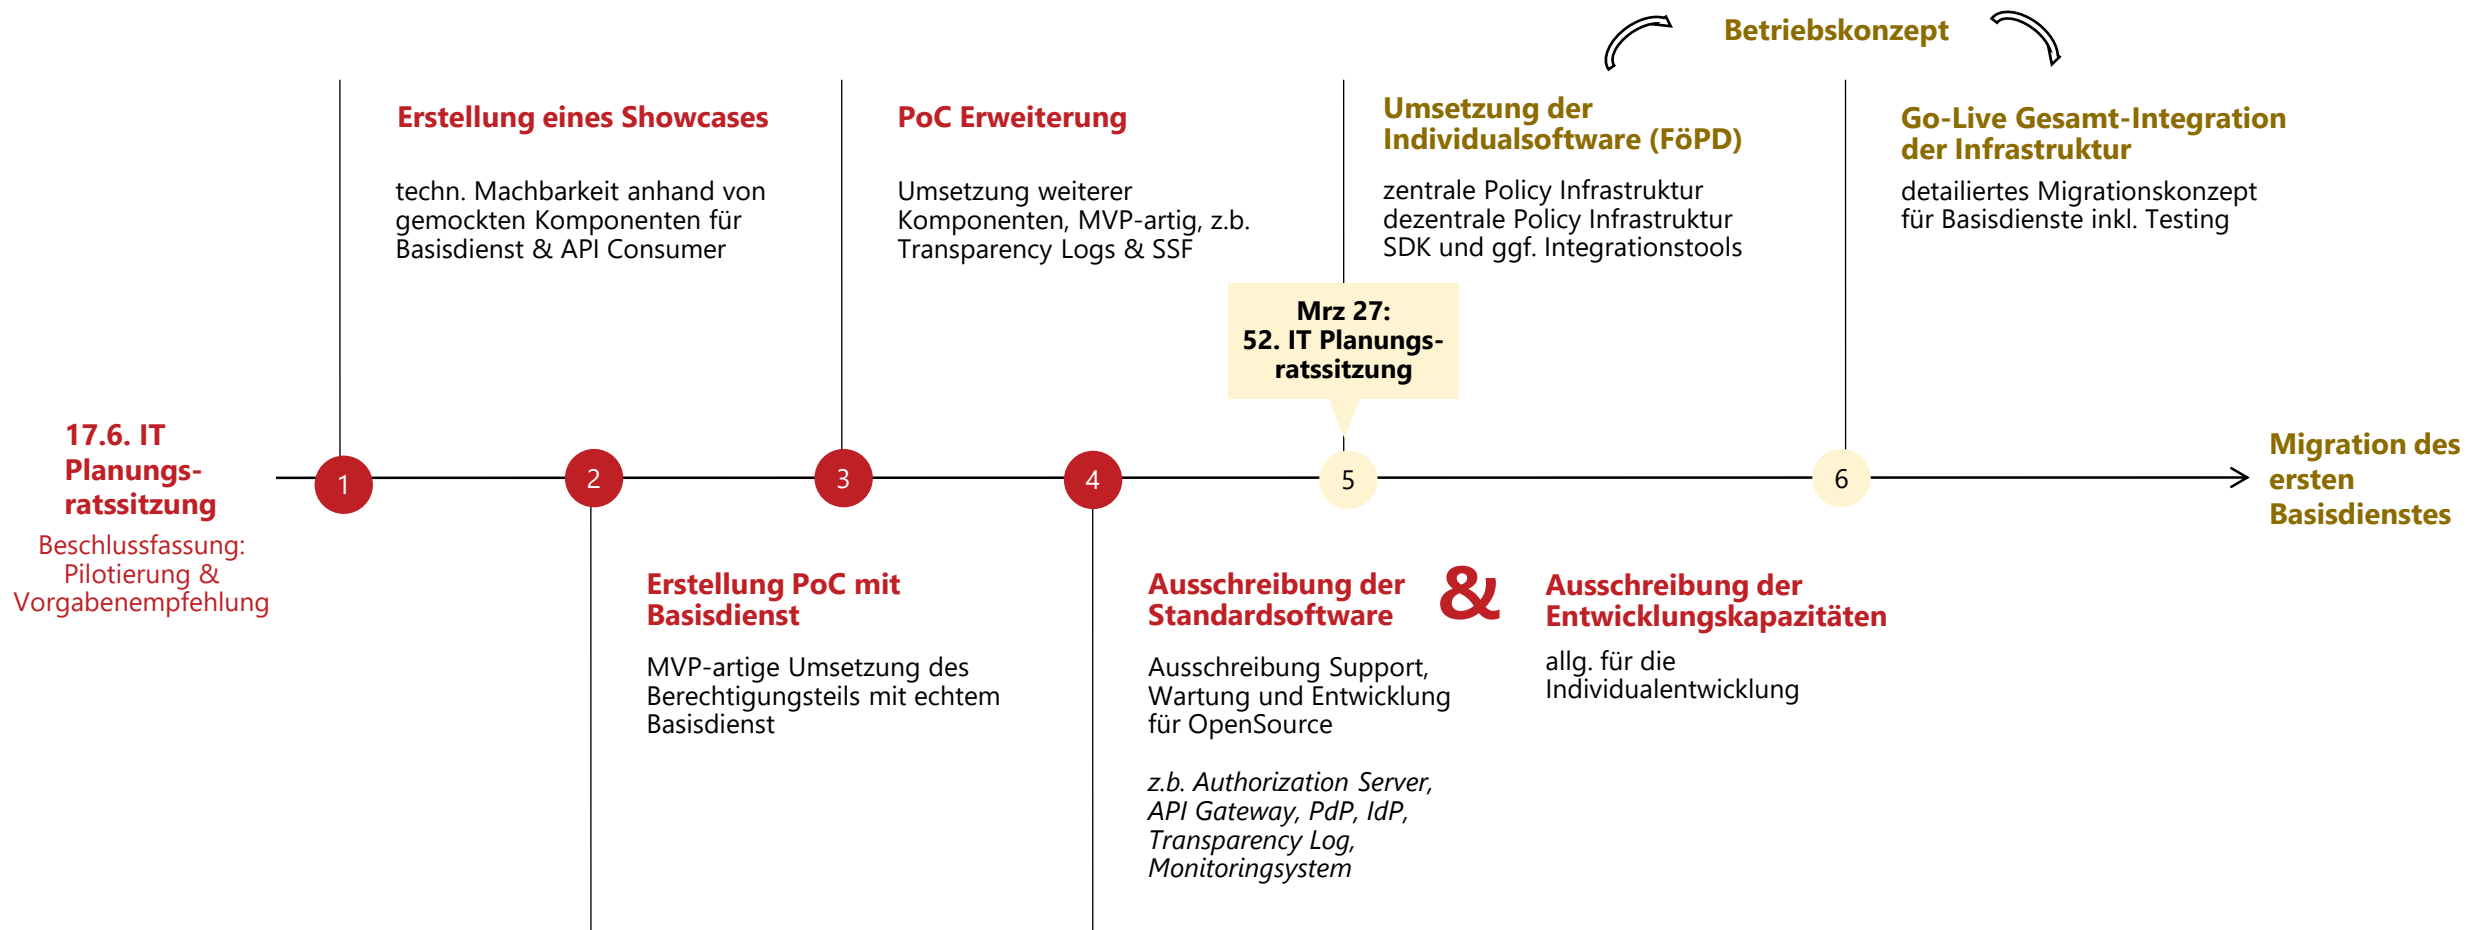 Betriebskonzept
Erstellung eines Showcases
techn. Machbarkeit anhand von
gemockten Komponenten für
Basisdienst & API Consumer
PoC Erweiterung
Umsetzung weiterer
Komponenten, MVP-artig, z.b.
Transparency Logs & SSF
Umsetzung der
Individualsoftware (FöPD)
zentrale Policy Infrastruktur
dezentrale Policy Infrastruktur
SDK und ggf. Integrationstools
Go-Live Gesamt-Integration
der Infrastruktur
detailiertes Migrationskonzept
für Basisdienste inkl. Testing
Mrz 27:
52. IT Planungs-
ratssitzung
17.6. IT
Planungs-
ratssitzung
Beschlussfassung:
Pilotierung &
Vorgabenempfehlung
1
2
3
4
5
6
Migration des
ersten
Basisdienstes
Erstellung PoC mit
Basisdienst
MVP-artige Umsetzung des
Berechtigungsteils mit echtem
Basisdienst
Ausschreibung der
Standardsoftware
Ausschreibung Support,
Wartung und Entwicklung
für OpenSource
z.b. Authorization Server,
API Gateway, PdP, IdP,
Transparency Log,
Monitoringsystem
&
Ausschreibung der
Entwicklungskapazitäten
allg. für die
Individualentwicklung